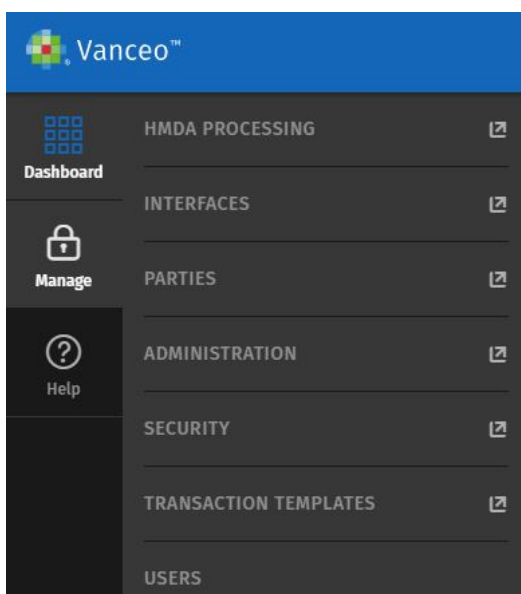 Vanceo™
Dashboard
Manage
Help
HMDA PROCESSING
INTERFACES
PARTIES
ADMINISTRATION
SECURITY
TRANSACTION TEMPLATES
USERS